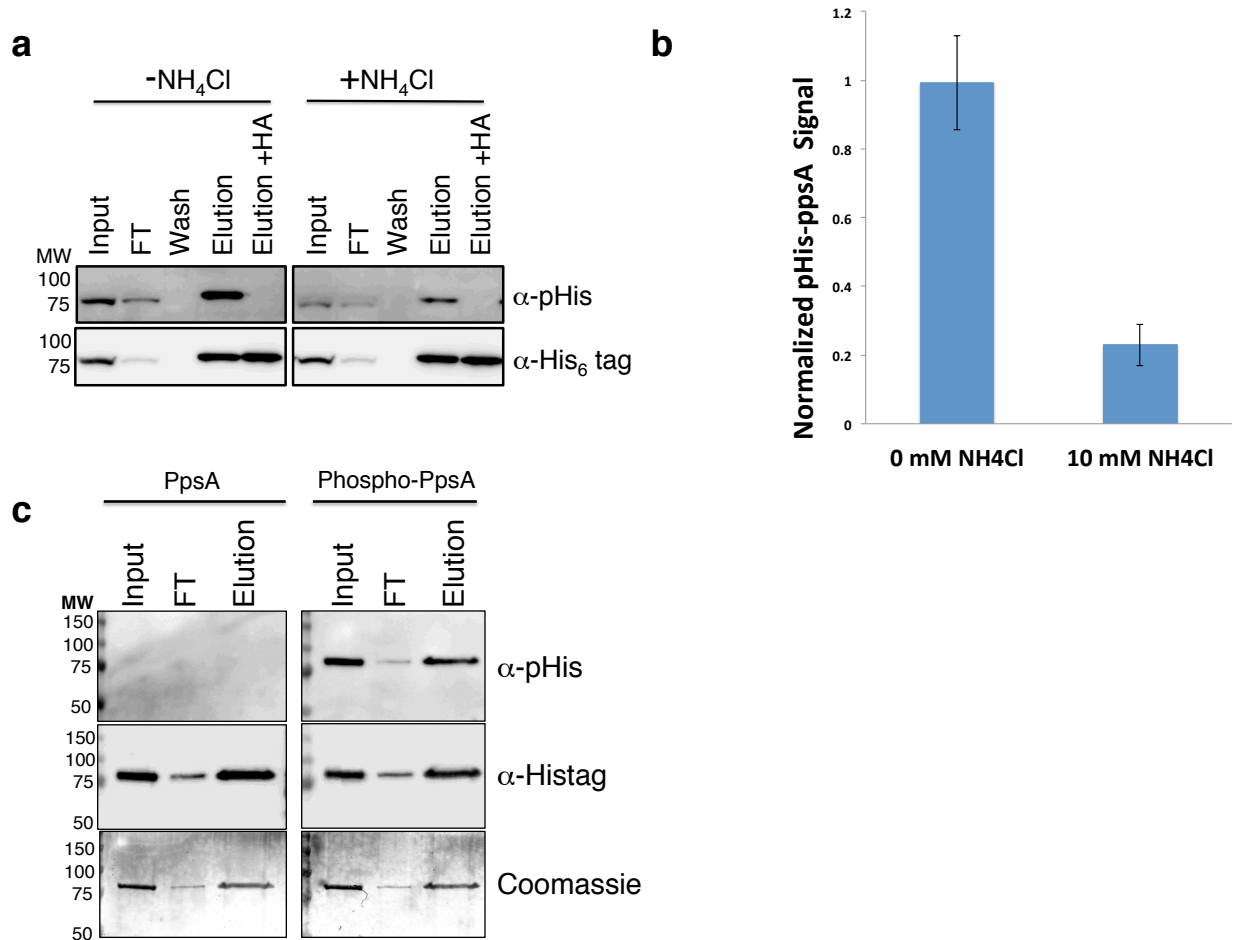 a
-NH4Cl
+NH4Cl
Input
FT
Wash
Elution
Elution +HA
Input
FT
Wash
Elution
Elution +HA
MW
100
75
α-pHis
100
75
α-His6 tag
b
Normalized pHis-ppsA Signal
1.2
1
0.8
0.6
0.4
0.2
0
0 mM NH4Cl
10 mM NH4Cl
c
PpsA
Phospho-PpsA
Input
FT
Elution
Input
FT
Elution
MW
150
100
75
50
α-pHis
150
100
75
50
α-Histag
150
100
75
50
Coomassie